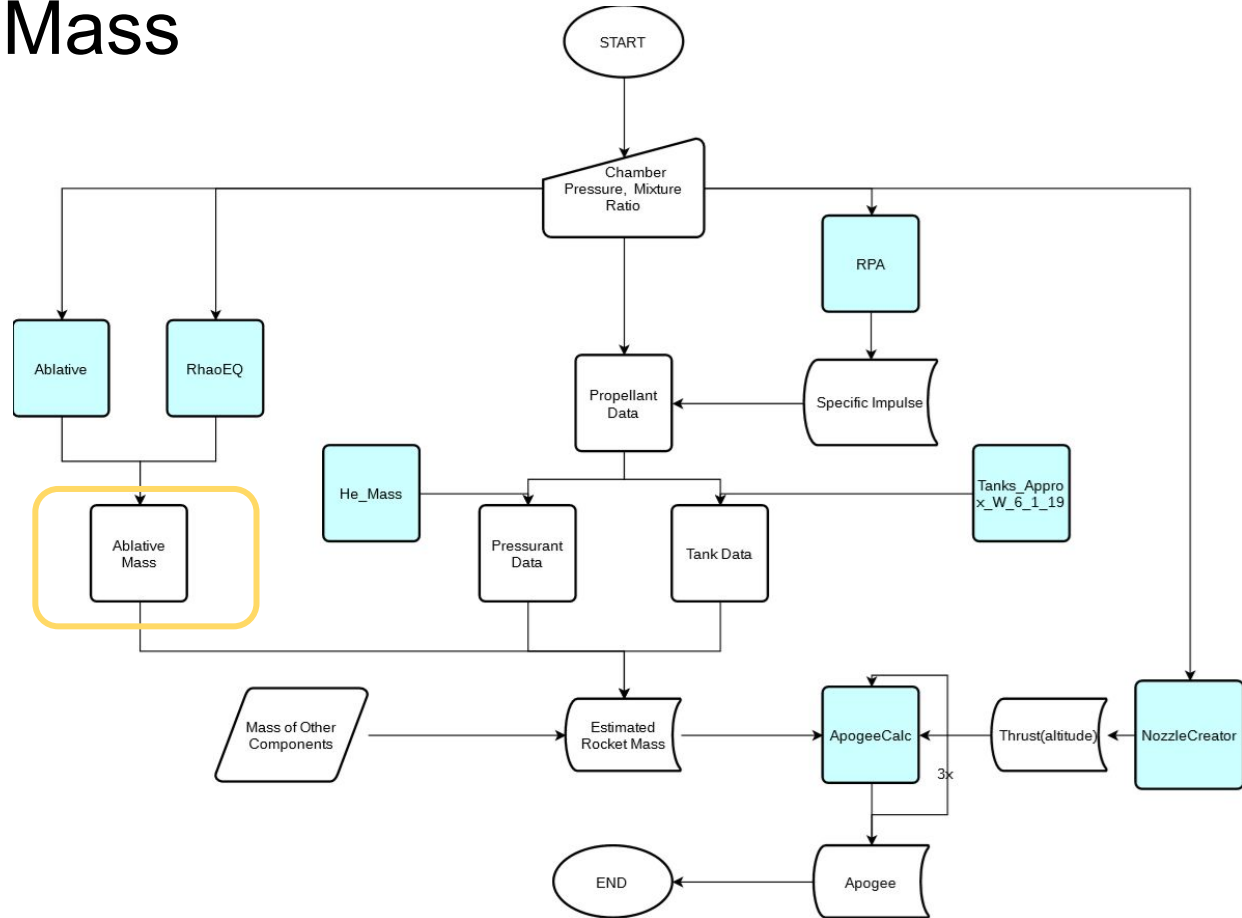 Mass
START
Chamber
Pressure, Mixture
Ratio
RPA
Ablative
RhaoEQ
Propellant
Data
Specific Impulse
He_Mass
Tanks_Appro
x_W_6_1_19
Ablative
Mass
Pressurant
Data
Tank Data
Mass of Other
Components
Estimated
Rocket Mass
ApogeeCalc
Thrust(altitude)
NozzleCreator
3x
END
Apogee